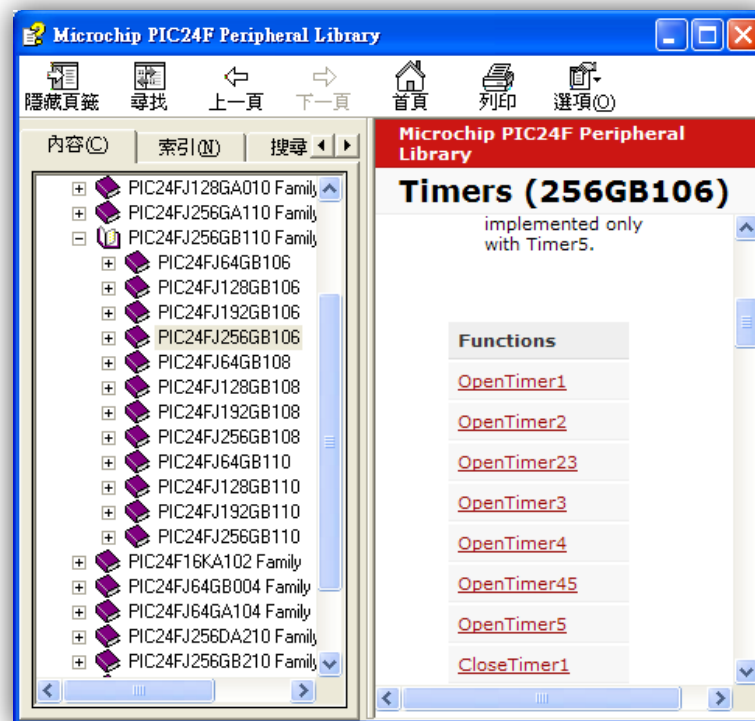 Microchip PIC24F Peripheral Library
隱藏頁籤 尋找 上一頁 下一頁 首頁 列印 選項(O)
內容(C) 索引(N) 搜尋
PIC24FJ128GA010 Family
PIC24FJ256GA110 Family
PIC24FJ256GB110 Family
PIC24FJ64GB106
PIC24FJ128GB106
PIC24FJ192GB106
PIC24FJ256GB106
PIC24FJ64GB108
PIC24FJ128GB108
PIC24FJ192GB108
PIC24FJ256GB108
PIC24FJ64GB110
PIC24FJ128GB110
PIC24FJ192GB110
PIC24FJ256GB110
PIC24F16KA102 Family
PIC24FJ64GB004 Family
PIC24FJ64GA104 Family
PIC24FJ256DA210 Family
PIC24FJ256GB210 Family
Microchip PIC24F Peripheral
Library
Timers (256GB106)
implemented only
with Timer5.
Functions
OpenTimer1
OpenTimer2
OpenTimer23
OpenTimer3
OpenTimer4
OpenTimer45
OpenTimer5
CloseTimer1